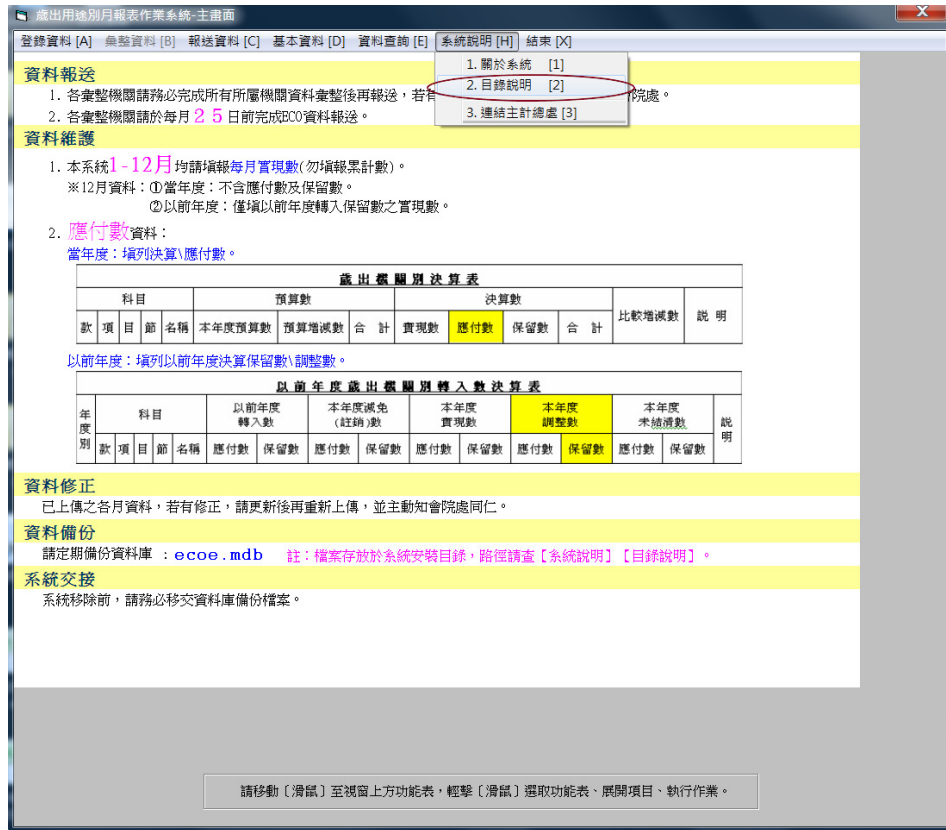 歲出用途別月報表作業系統-主畫面
登錄資料 [A] 彙整資料 [B] 報送資料 [C] 基本資料 [D] 資料查詢 [E] 系統說明 [H] 結束 [X]
1. 關於系統 [1]
2. 目錄說明 [2]
3. 連結主計總處 [3]
資料報送
1. 各彙整機關請務必完成所有所屬機關資料彙整後再報送，若有 院處。
2. 各彙整機關請於每月25日前完成ECO資料報送。
資料維護
1. 本系統1-12月均請填報每月實現數(勿填報累計數)。
※12月資料：①當年度：不含應付數及保留數。
②以前年度：僅填以前年度轉入保留數之實現數。
2. 應付數資料：
當年度：填列決算\應付數。
歲出機關別決算表
科目 預算數 決算數 比較增減數 說明
款 項 目 節 名稱 本年度預算數 預算增減數 合計 實現數 應付數 保留數 合計
以前年度：填列以前年度決算保留數\調整數。
以前年度歲出機關別轉入數決算表
年度別 科目 以前年度轉入數 本年度減免(註銷)數 本年度實現數 本年度調整數 本年度未結清數 說明
款 項 目 節 名稱 應付數 保留數 應付數 保留數 應付數 保留數 應付數 保留數 應付數 保留數
資料修正
已上傳之各月資料，若有修正，請更新後再重新上傳，並主動知會院處同仁。
資料備份
請定期備份資料庫：ecoe.mdb 註：檔案存放於系統安裝目錄，路徑請查【系統說明】【目錄說明】。
系統交接
系統移除前，請務必移交資料庫備份檔案。
請移動〔滑鼠〕至視窗上方功能表，輕擊〔滑鼠〕選取功能表、展開項目、執行作業。